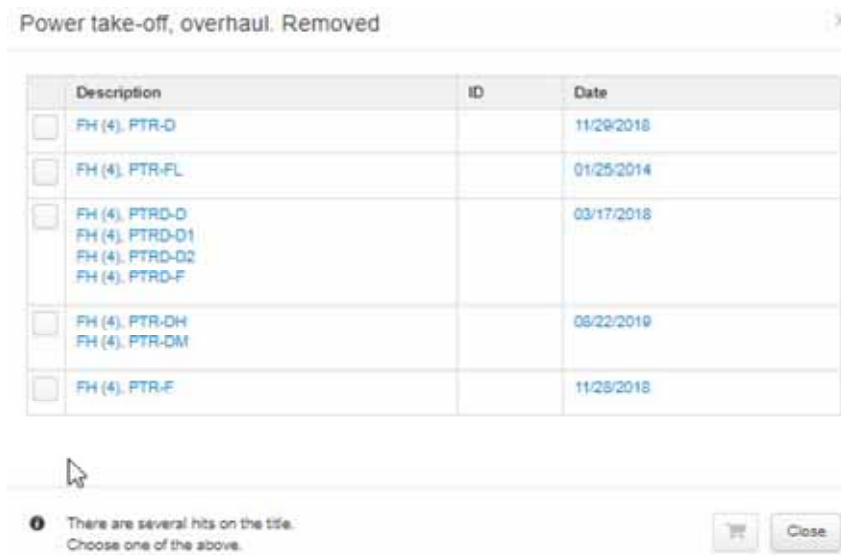 Power take-off, overhaul. Removed
Description ID Date
FH (4), PTR-D 11/29/2018
FH (4), PTR-FL 01/25/2014
FH (4), PTRD-D 03/17/2018
FH (4), PTRD-D1
FH (4), PTRD-D2
FH (4), PTRD-F
FH (4), PTR-DH 08/22/2019
FH (4), PTR-DM
FH (4), PTR-F 11/28/2018
There are several hits on the title.
Choose one of the above.
Close